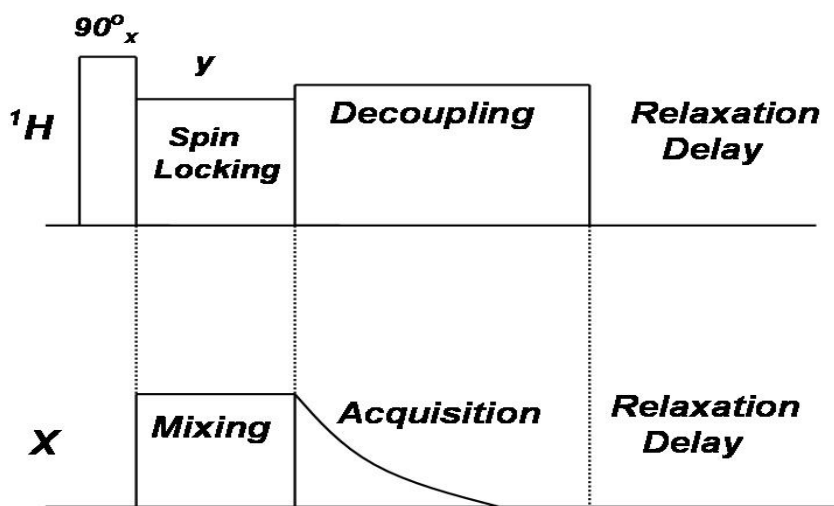 90°x
y
¹H
Spin
Locking
Decoupling
Relaxation
Delay
X
Mixing
Acquisition
Relaxation
Delay